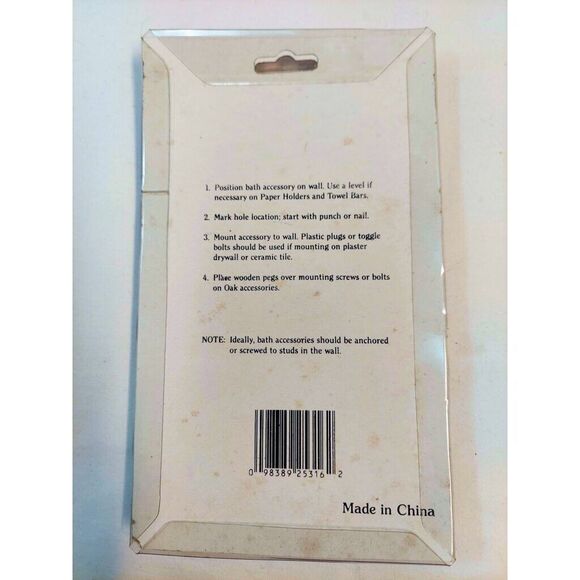 1. Position bath accessory on wall. Use a level if
necessary on Paper Holders and Towel Bars.
2. Mark hole location; start with punch or nail.
3. Mount accessory to wall. Plastic plugs or toggle
bolts should be used if mounting on plaster
drywall or ceramic tile.
4. Place wooden pegs over mounting screws or bolts
on Oak accessories.
NOTE: Ideally, bath accessories should be anchored
or screwed to studs in the wall.
0 98389 25316 2
Made in China